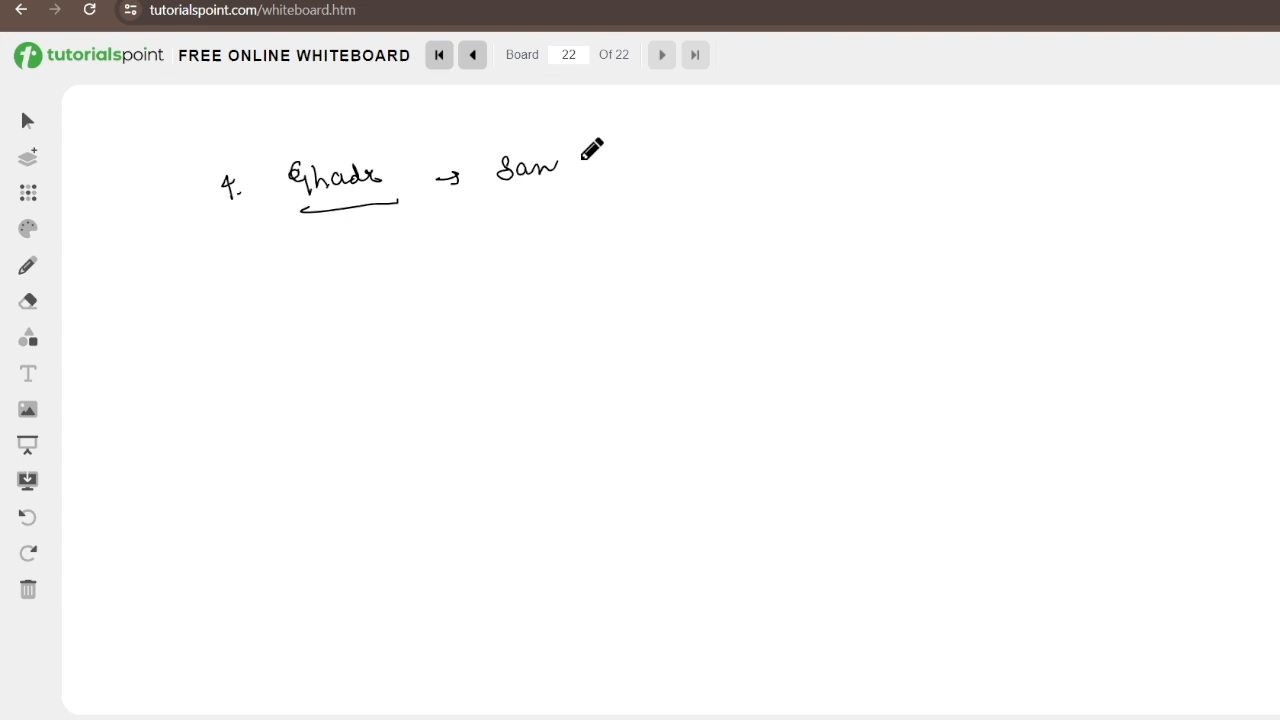 tutorialspoint.com/whiteboard.htm
tutorialspoint FREE ONLINE WHITEBOARD Board 22 Of 22
4. Ghadr → San